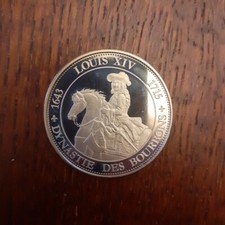 LOUIS XIV
1643
1715
DYNASTIE DES BOURBONS